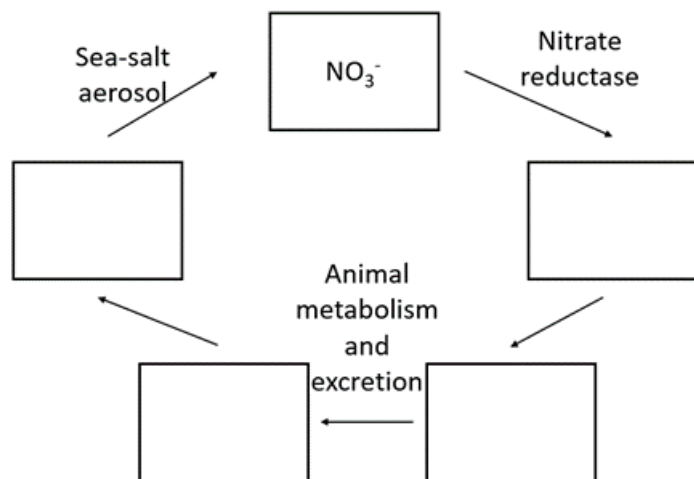 Sea-salt
aerosol
NO₃⁻
Nitrate
reductase
Animal
metabolism
and
excretion